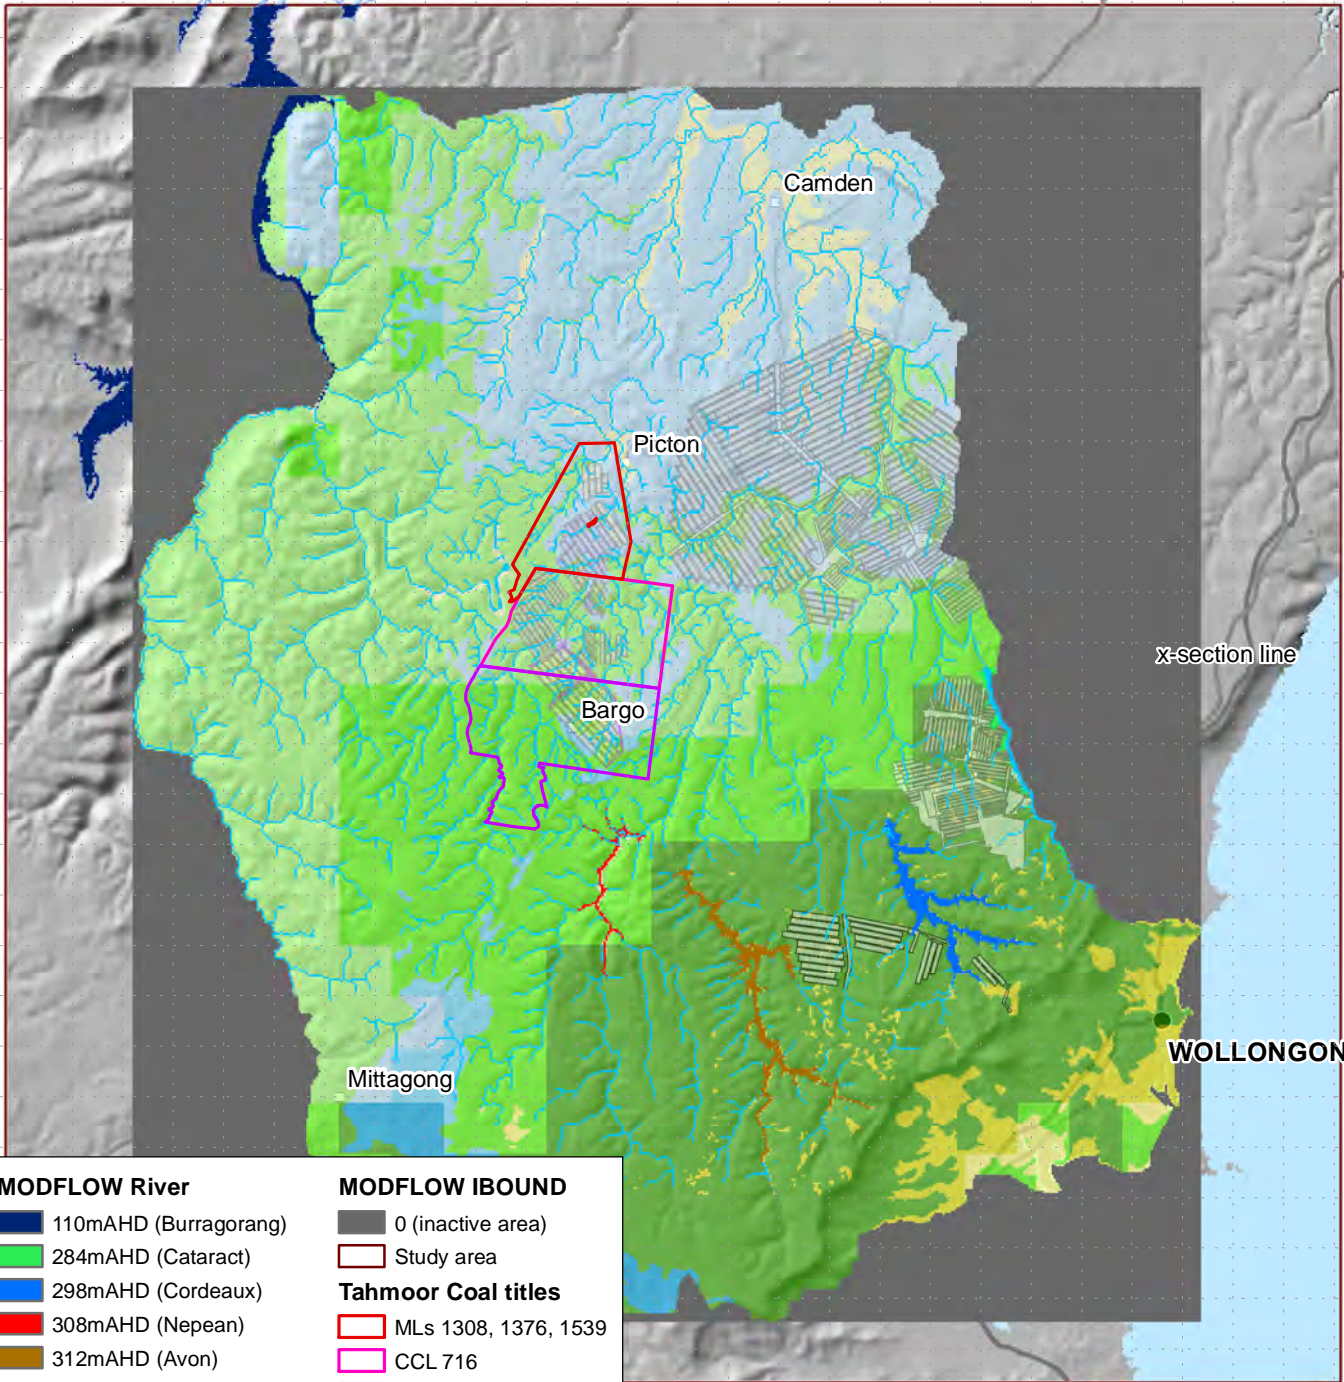 Camden
Picton
x-section line
Bargo
WOLLONGON
Mittagong
MODFLOW River
110mAHD (Burragorang)
284mAHD (Cataract)
298mAHD (Cordeaux)
308mAHD (Nepean)
312mAHD (Avon)
MODFLOW IBOUND
0 (inactive area)
Study area
Tahmoor Coal titles
MLs 1308, 1376, 1539
CCL 716